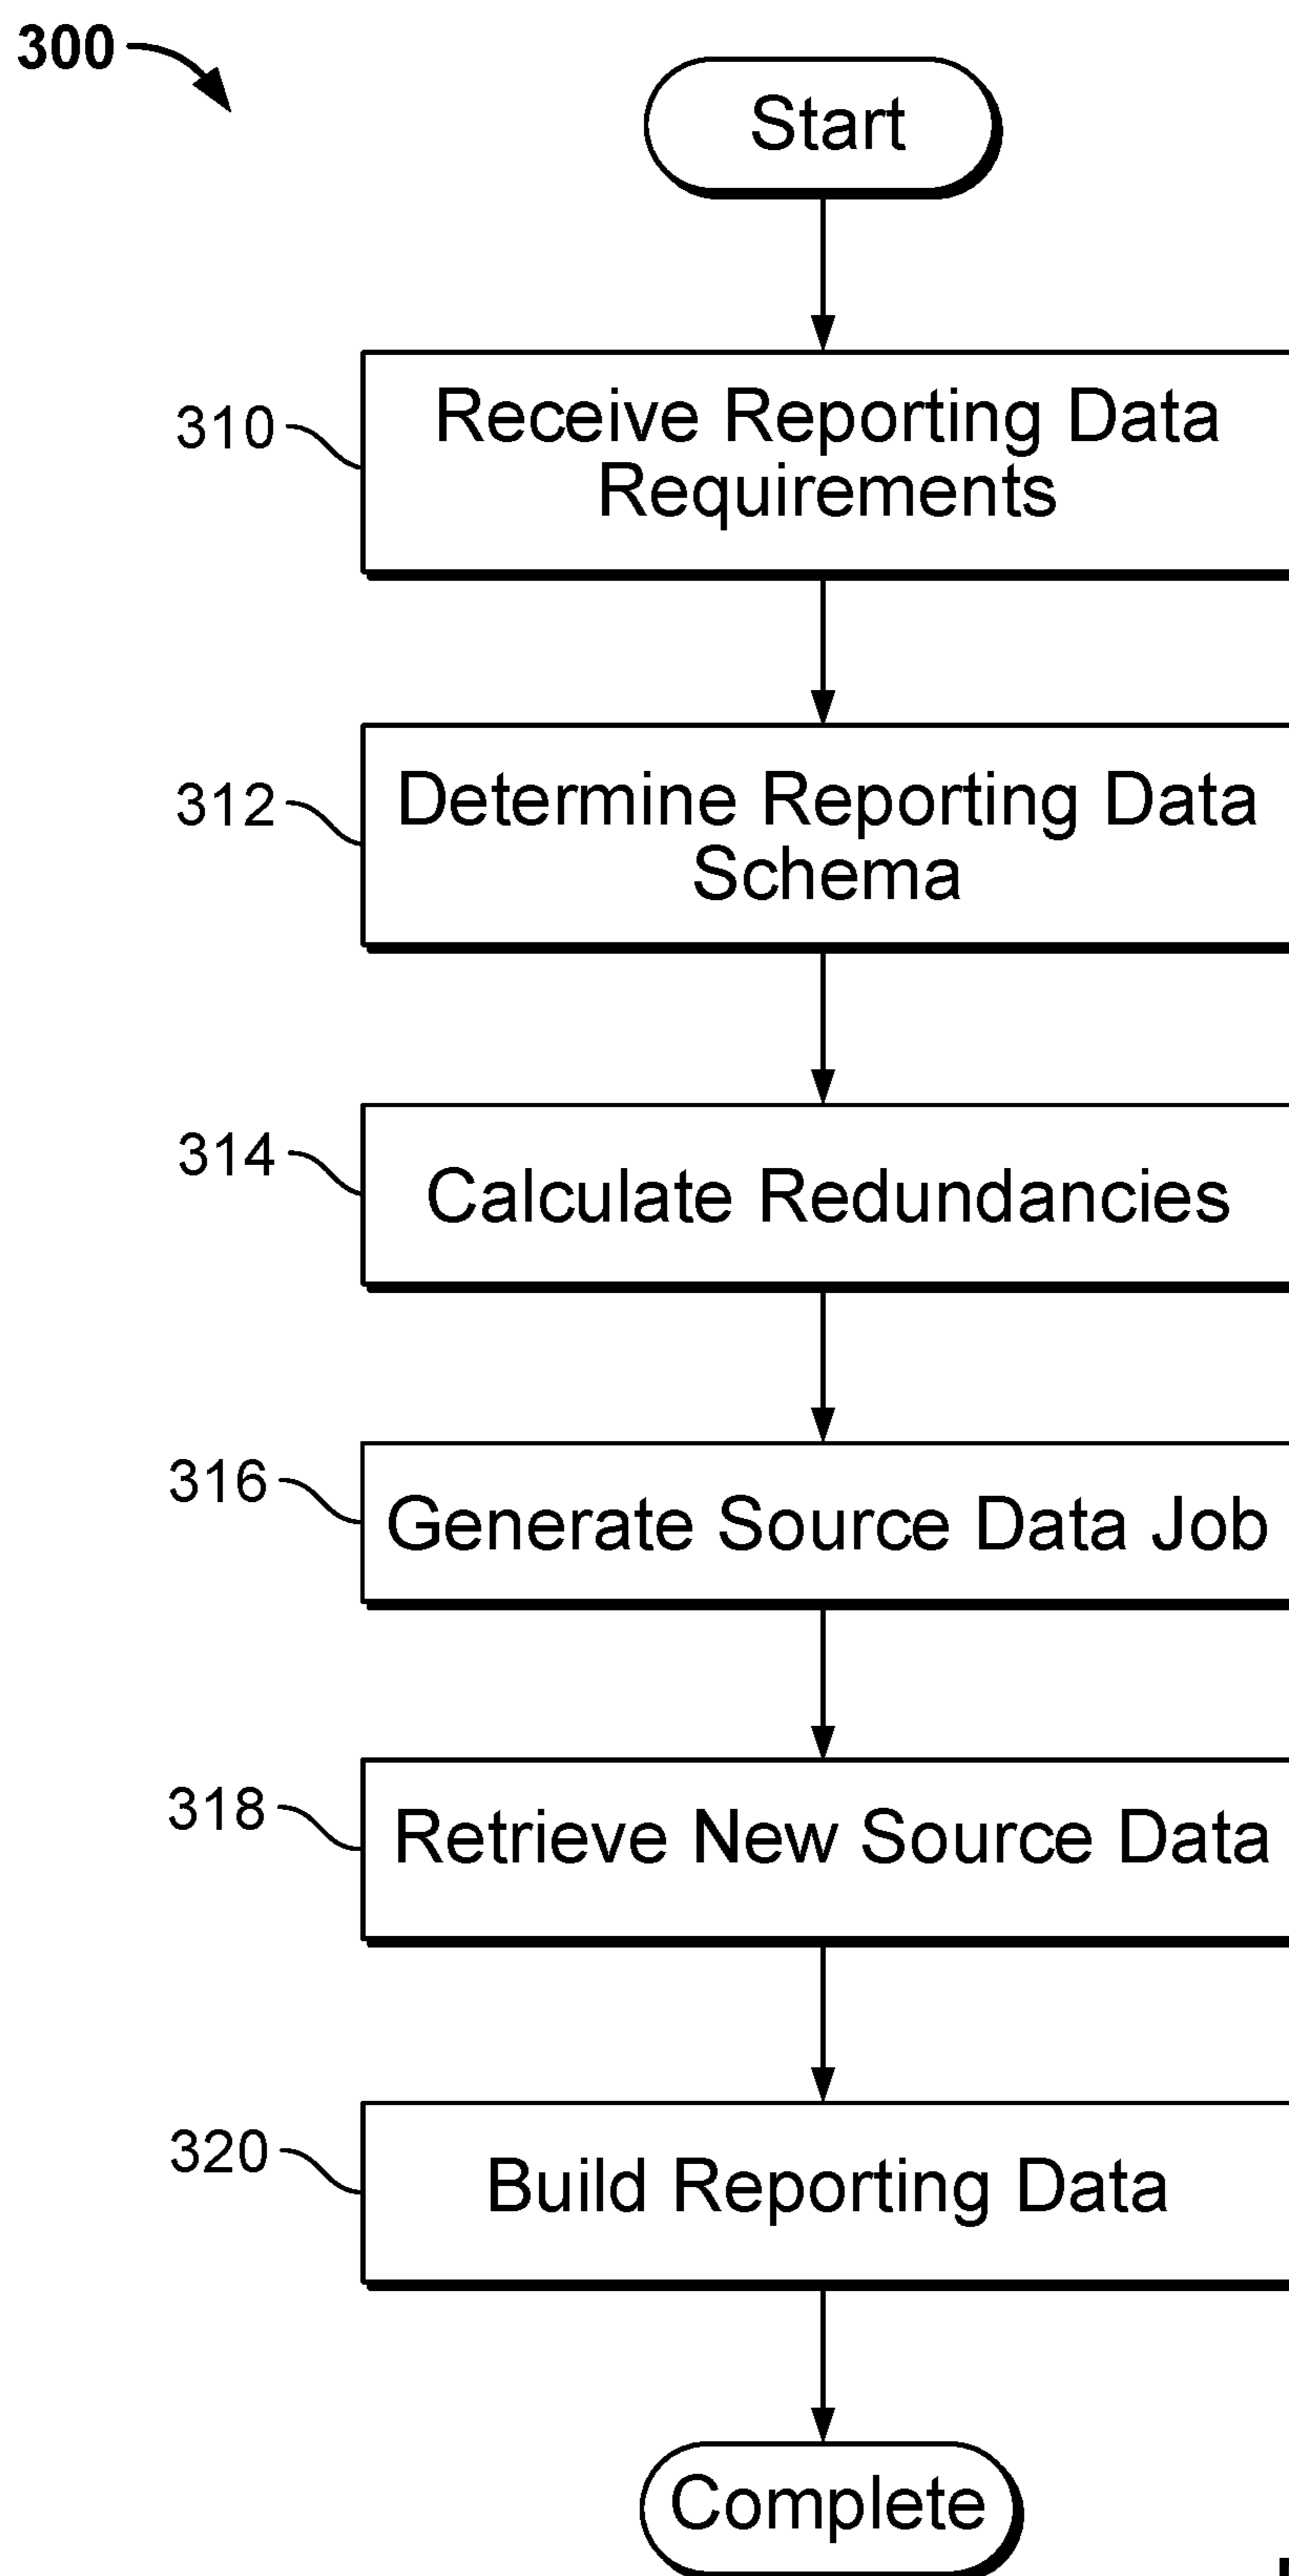 300
Start
310
Receive Reporting Data
Requirements
312
Determine Reporting Data
Schema
314
Calculate Redundancies
316
Generate Source Data Job
318
Retrieve New Source Data
320
Build Reporting Data
Complete